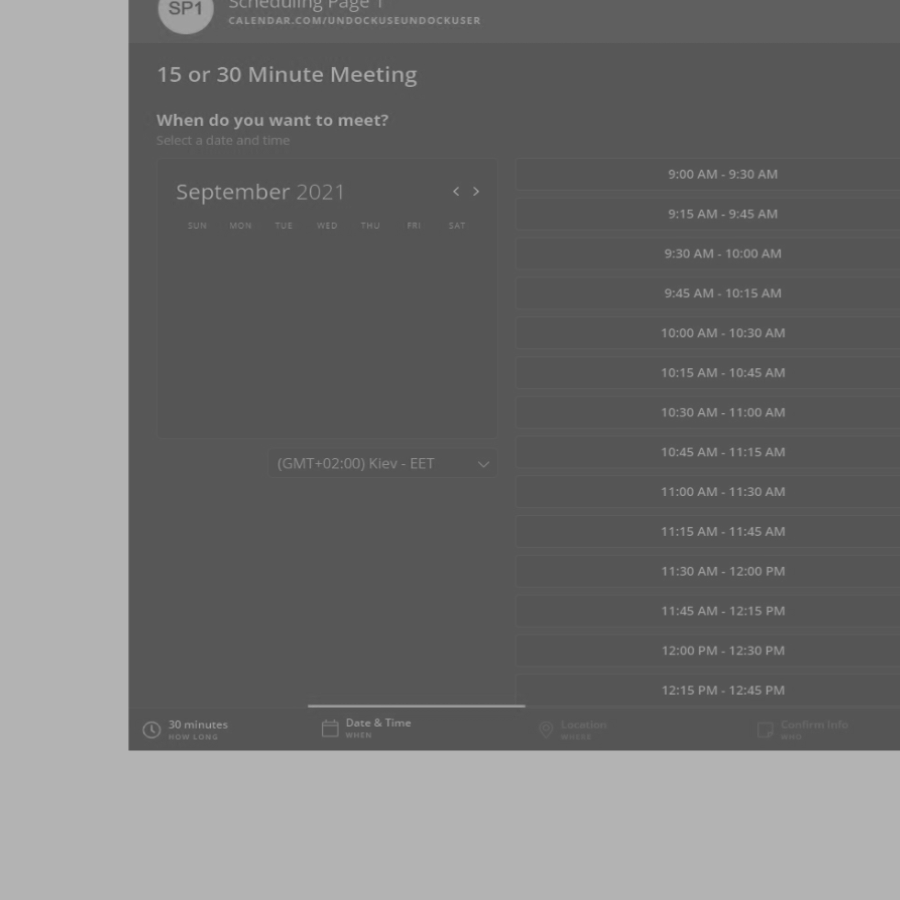 SP1
Scheduling Page 1
CALENDAR.COM/UNDOCKUSEUNDOCKUSER
15 or 30 Minute Meeting
When do you want to meet?
Select a date and time
September 2021
SUN MON TUE WED THU FRI SAT
(GMT+02:00) Kiev - EET
9:00 AM - 9:30 AM
9:15 AM - 9:45 AM
9:30 AM - 10:00 AM
9:45 AM - 10:15 AM
10:00 AM - 10:30 AM
10:15 AM - 10:45 AM
10:30 AM - 11:00 AM
10:45 AM - 11:15 AM
11:00 AM - 11:30 AM
11:15 AM - 11:45 AM
11:30 AM - 12:00 PM
11:45 AM - 12:15 PM
12:00 PM - 12:30 PM
12:15 PM - 12:45 PM
30 minutes
HOW LONG
Date & Time
WHEN
Location
WHERE
Confirm Info
WHO